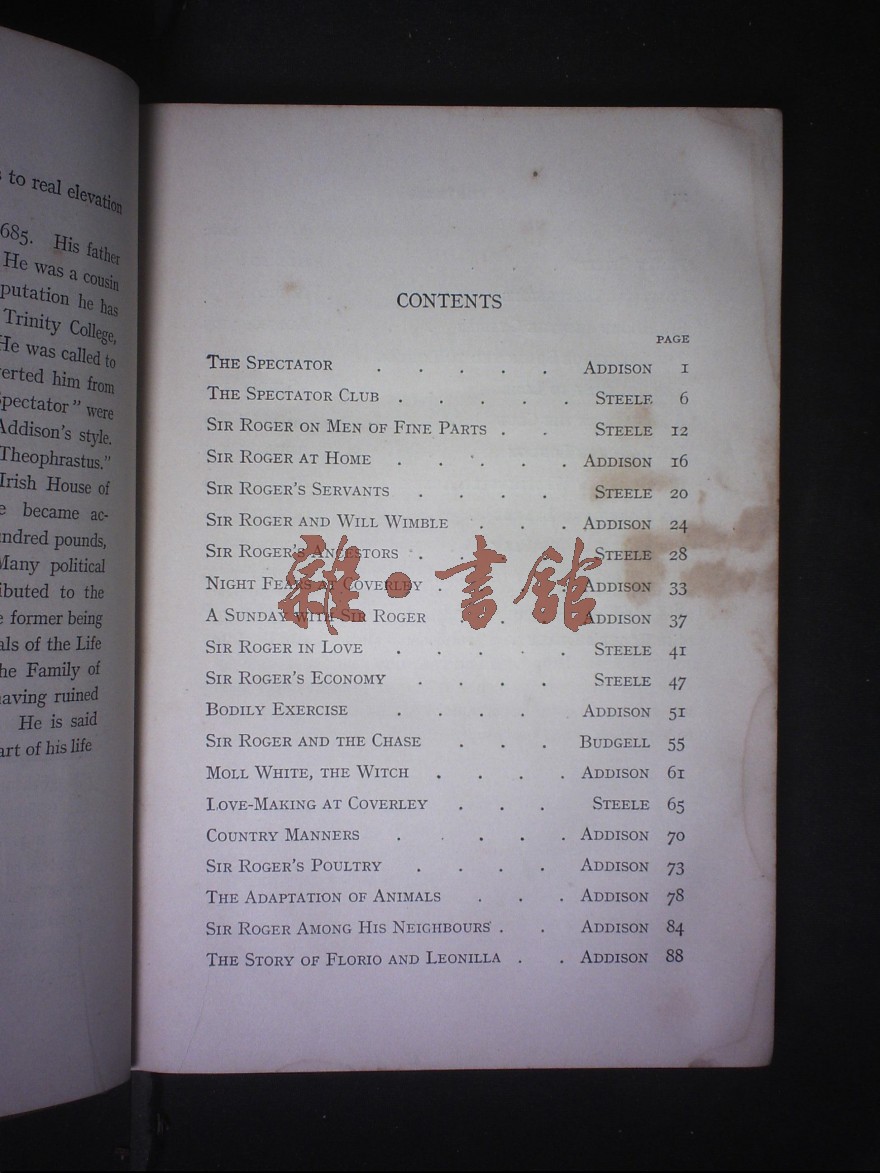 to real elevation
685. His father
He was a cousin
putation he has
Trinity College,
He was called to
erted him from
Spectator" were
Addison's style.
Theophrastus."
Irish House of
became ac-
undred pounds,
Many political
ibuted to the
former being
als of the Life
the Family of
having ruined
He is said
art of his life
CONTENTS
PAGE
THE SPECTATOR . . . . . ADDISON 1
THE SPECTATOR CLUB . . . . . STEELE 6
SIR ROGER ON MEN OF FINE PARTS . . STEELE 12
SIR ROGER AT HOME . . . . . ADDISON 16
SIR ROGER'S SERVANTS . . . . STEELE 20
SIR ROGER AND WILL WIMBLE . . . ADDISON 24
SIR ROGER'S ANCESTORS . . . . STEELE 28
NIGHT FEARS AT COVERLEY . . . . ADDISON 33
A SUNDAY WITH SIR ROGER . . . ADDISON 37
SIR ROGER IN LOVE . . . . . STEELE 41
SIR ROGER'S ECONOMY . . . . STEELE 47
BODILY EXERCISE . . . . ADDISON 51
SIR ROGER AND THE CHASE . . . BUDGELL 55
MOLL WHITE, THE WITCH . . . . ADDISON 61
LOVE-MAKING AT COVERLEY . . . STEELE 65
COUNTRY MANNERS . . . . . ADDISON 70
SIR ROGER'S POULTRY . . . . ADDISON 73
THE ADAPTATION OF ANIMALS . . . ADDISON 78
SIR ROGER AMONG HIS NEIGHBOURS . . ADDISON 84
THE STORY OF FLORIO AND LEONILLA . . ADDISON 88
雜·書館